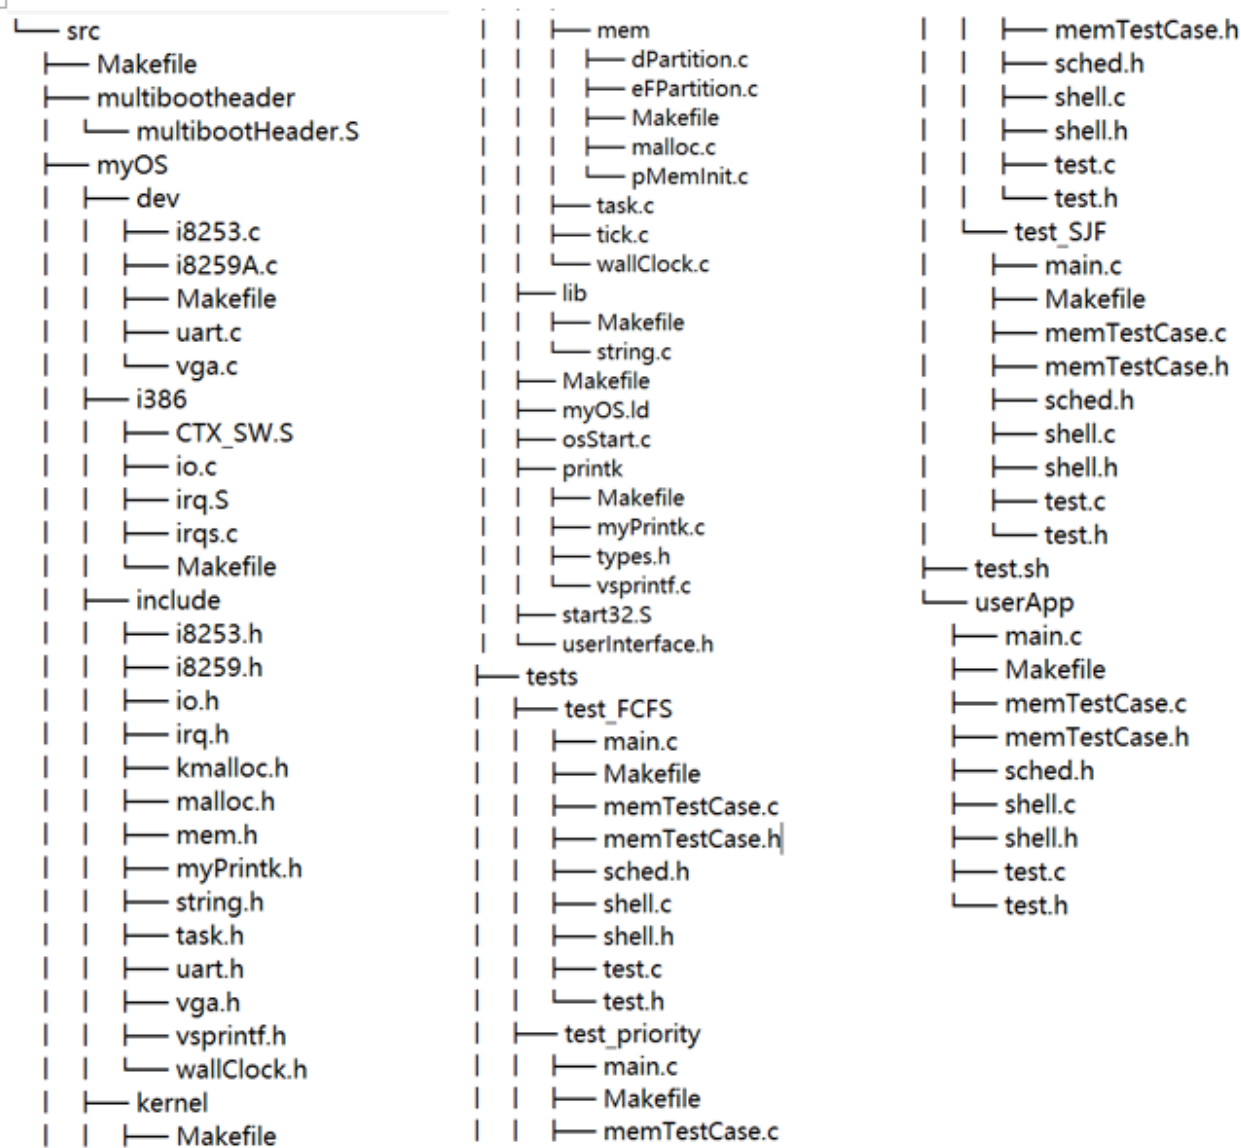 src
Makefile
multibootheader
multibootHeader.S
myOS
dev
i8253.c
i8259A.c
Makefile
uart.c
vga.c
i386
CTX_SW.S
io.c
irq.S
irqs.c
Makefile
include
i8253.h
i8259.h
io.h
irq.h
kmalloc.h
malloc.h
mem.h
myPrintk.h
string.h
task.h
uart.h
vga.h
vsprintf.h
wallClock.h
kernel
Makefile
mem
dPartition.c
eFPartition.c
Makefile
malloc.c
pMemInit.c
task.c
tick.c
wallClock.c
lib
Makefile
string.c
Makefile
myOS.ld
osStart.c
printk
Makefile
myPrintk.c
types.h
vsprintf.c
start32.S
userInterface.h
tests
test_FCFS
main.c
Makefile
memTestCase.c
memTestCase.h
sched.h
shell.c
shell.h
test.c
test.h
test_priority
main.c
Makefile
memTestCase.c
memTestCase.h
sched.h
shell.c
shell.h
test.c
test.h
test_SJF
main.c
Makefile
memTestCase.c
memTestCase.h
sched.h
shell.c
shell.h
test.c
test.h
test.sh
userApp
main.c
Makefile
memTestCase.c
memTestCase.h
sched.h
shell.c
shell.h
test.c
test.h